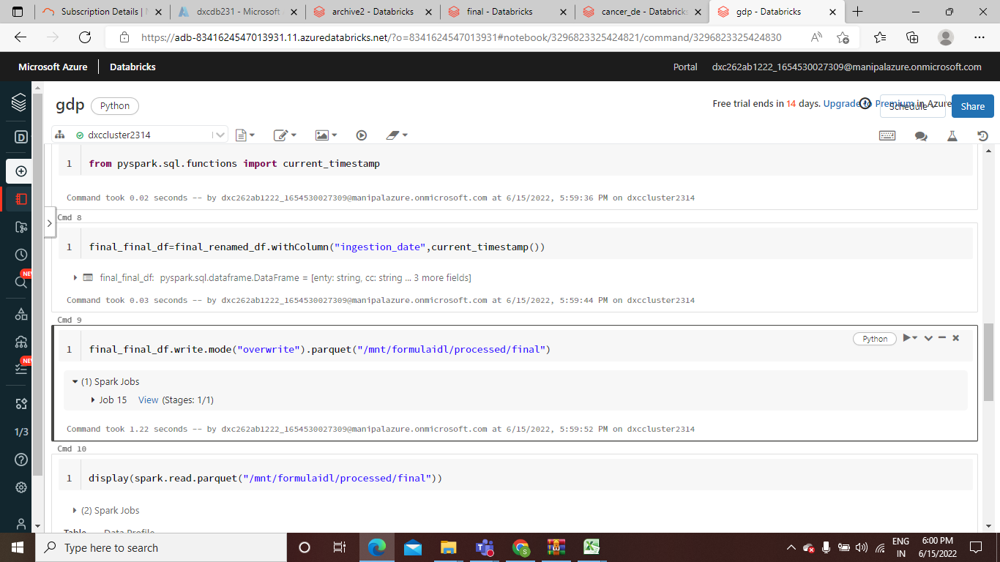 Subscription Details | M
dxcdb231 - Microsoft
archive2 - Databricks
final - Databricks
cancer_de - Databricks
gdp - Databricks
https://adb-8341624547013931.11.azuredatabricks.net/?o=8341624547013931#notebook/3296823325424821/command/3296823325424830
Microsoft Azure
Databricks
Portal
dxc262ab1222_1654530027309@manipalazure.onmicrosoft.com
gdp
Python
Free trial ends in 14 days. Upgrade to Premium in Azure
Schedule
Share
D
dxccluster2314
1 from pyspark.sql.functions import current_timestamp
Command took 0.02 seconds -- by dxc262ab1222_1654530027309@manipalazure.onmicrosoft.com at 6/15/2022, 5:59:36 PM on dxccluster2314
Cmd 8
1 final_final_df=final_renamed_df.withColumn("ingestion_date",current_timestamp())
final_final_df: pyspark.sql.dataframe.DataFrame = [enty: string, cc: string ... 3 more fields]
Command took 0.03 seconds -- by dxc262ab1222_1654530027309@manipalazure.onmicrosoft.com at 6/15/2022, 5:59:44 PM on dxccluster2314
Cmd 9
Python
1 final_final_df.write.mode("overwrite").parquet("/mnt/formulaidl/processed/final")
(1) Spark Jobs
Job 15 View (Stages: 1/1)
Command took 1.22 seconds -- by dxc262ab1222_1654530027309@manipalazure.onmicrosoft.com at 6/15/2022, 5:59:52 PM on dxccluster2314
Cmd 10
1 display(spark.read.parquet("/mnt/formulaidl/processed/final"))
(2) Spark Jobs
Table
Data Profile
NEW
NEW
1/3
Type here to search
ENG
IN
6:00 PM
6/15/2022